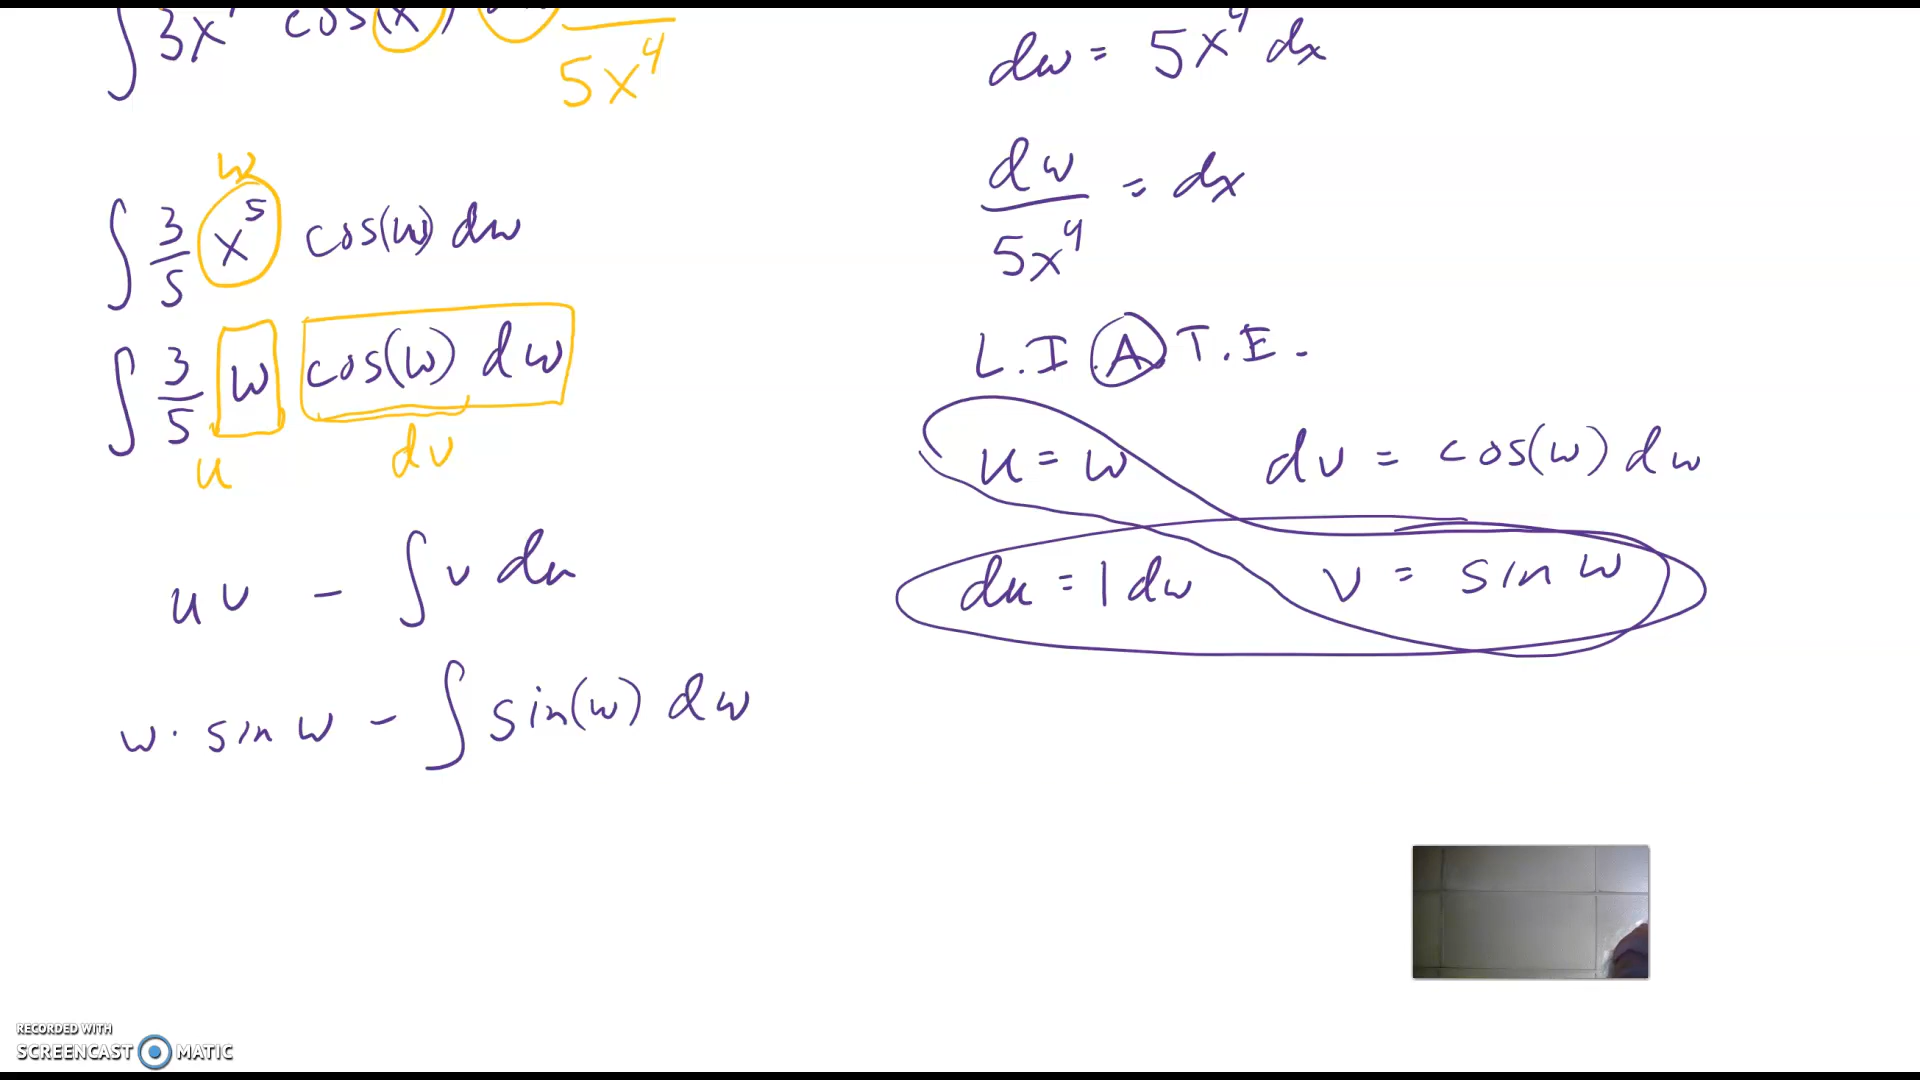 ∫ 3x cos(x)
5x⁴
w
∫ 3/5 x⁵ cos(w) dw
∫ 3/5 w cos(w) dw
u dv
uv - ∫ v du
w · sin w - ∫ sin(w) dw
dw = 5x⁴ dx
dw/5x⁴ = dx
L.I.A.T.E.
u = w dv = cos(w) dw
du = 1 dw v = sin w
RECORDED WITH
SCREENCAST MATIC